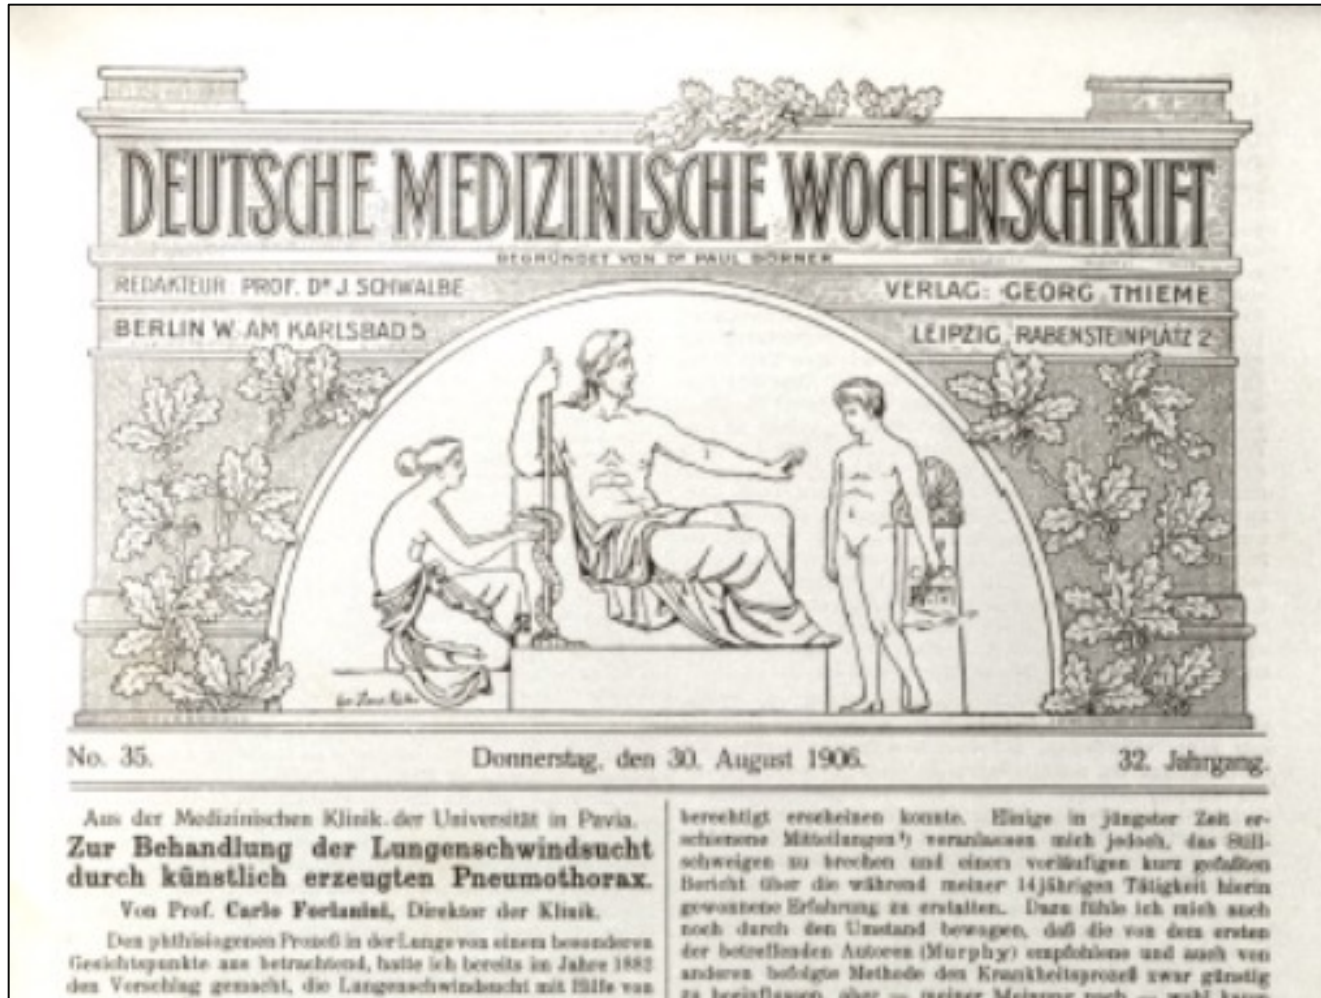 DEUTSCHE MEDIZINISCHE WOCHENSCHRIFT
BEGRÜNDET VON Dr PAUL BÖRNER
REDAKTEUR: PROF. Dr J. SCHWALBE
VERLAG: GEORG THIEME
BERLIN W. AM KARLSBAD 5
LEIPZIG, RABENSTEINPLATZ 2
No. 35.
Donnerstag, den 30. August 1906.
32. Jahrgang.
Aus der Medizinischen Klinik der Universität in Pavia.
Zur Behandlung der Lungenschwindsucht
durch künstlich erzeugten Pneumothorax.
Von Prof. Carlo Forlanini, Direktor der Klinik.
Den phthisiogenen Prozeß in der Lunge von einem besonderen
Gesichtspunkte aus betrachtend, hatte ich bereits im Jahre 1882
den Vorschlag gemacht, die Lungenschwindsucht mit Hilfe von
berechtigt erscheinen konnte. Einige in jüngster Zeit er-
schienene Mitteilungen¹) veranlassen mich jedoch, das Still-
schweigen zu brechen und einen vorläufigen kurz gefaßten
Bericht über die während meiner 14jährigen Tätigkeit hierin
gewonnene Erfahrung zu erstatten. Dazu fühle ich mich auch
noch durch den Umstand bewogen, daß die von dem ersten
der betreffenden Autoren (Murphy) empfohlene und auch von
anderen befolgte Methode den Krankheitsprozeß zwar günstig
zu beeinflussen, aber — meiner Meinung nach —